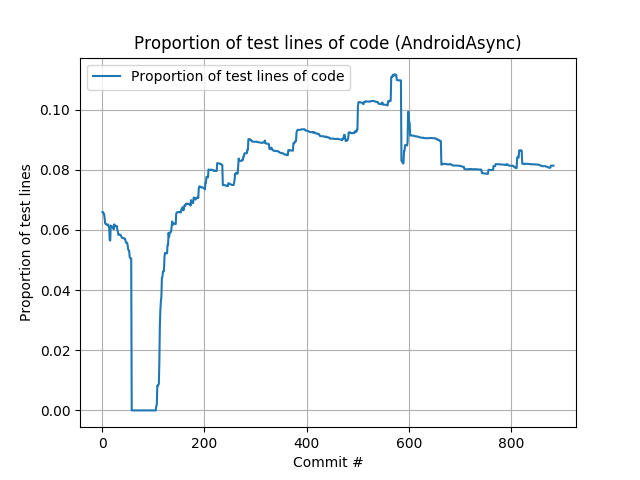 Proportion of test lines of code (AndroidAsync)
Proportion of test lines of code
Proportion of test lines
0.10
0.08
0.06
0.04
0.02
0.00
0 200 400 600 800
Commit #